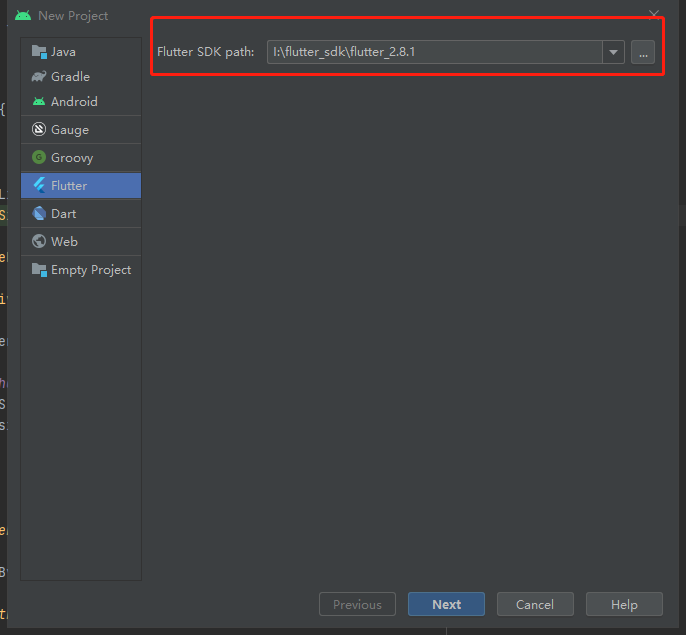 New Project
Java
Gradle
Android
Gauge
Groovy
Flutter
Dart
Web
Empty Project
Flutter SDK path: I:\flutter_sdk\flutter_2.8.1 ...
Previous Next Cancel Help